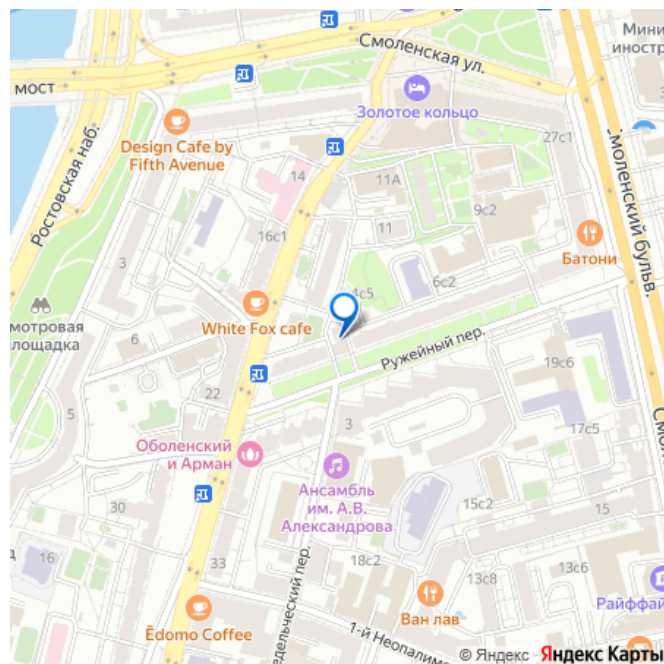 Смоленская ул.
Мини
иностр
мост
Золотое кольцо
27с1
Design Cafe by
Fifth Avenue
Ростовская наб.
14
11А
моленский бульв.
9с2
11
16с1
Батони
3
6с2
4с5
White Fox cafe
мотровая
лощадка
6
Ружейный пер.
19с6
22
5
3
17с5
Оболенский
и Арман
Ансамбль
им. А.В.
Александрова
15с2
15
30
16
33
18с2
13с8
13с6
Райффай
Ван лав
Ēdomo Coffee
едельческий пер.
1-й Неопалимо
© Яндекс Яндекс Карты